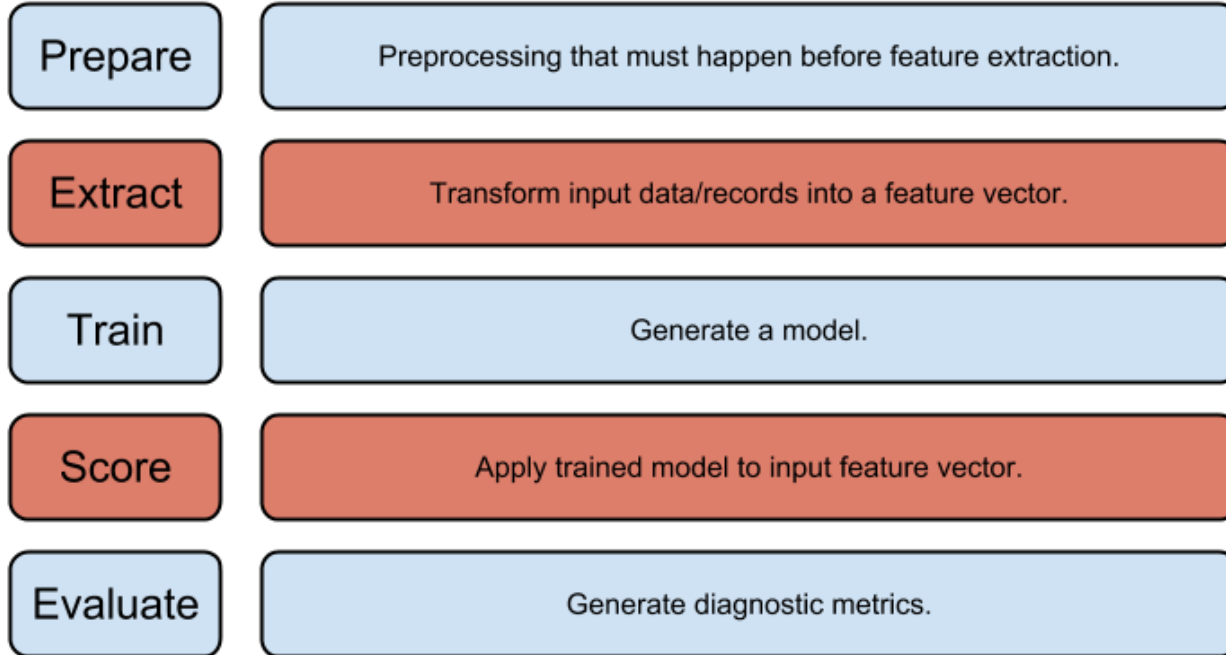 Prepare
Preprocessing that must happen before feature extraction.
Extract
Transform input data/records into a feature vector.
Train
Generate a model.
Score
Apply trained model to input feature vector.
Evaluate
Generate diagnostic metrics.